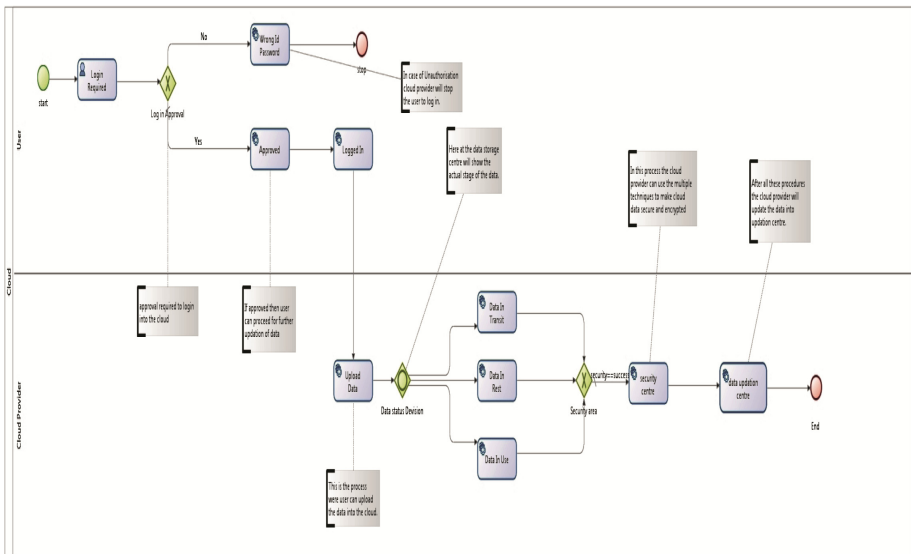 Cloud
User
Cloud Provider
start
Login
Required
Log in Approval
No
Wrong Id
Password
stop
In case of Unauthorisation
cloud provider will stop
the user to log in.
Yes
Approved
Logged In
Here at the data storage
centre will show the
actual stage of the data.
In this process the cloud
provider can use the multiple
techniques to make cloud
data secure and encrypted
After all these procedures
the cloud provider will
update the data into
updation centre.
approval required to login
into the cloud
If approved then user
can proceed for further
updation of data
Upload
Data
Data status Devision
Data In
Transit
Data In
Rest
Data In Use
Security area
security==success
security
centre
data updation
centre
End
This is the process
were user can upload
the data into the cloud.